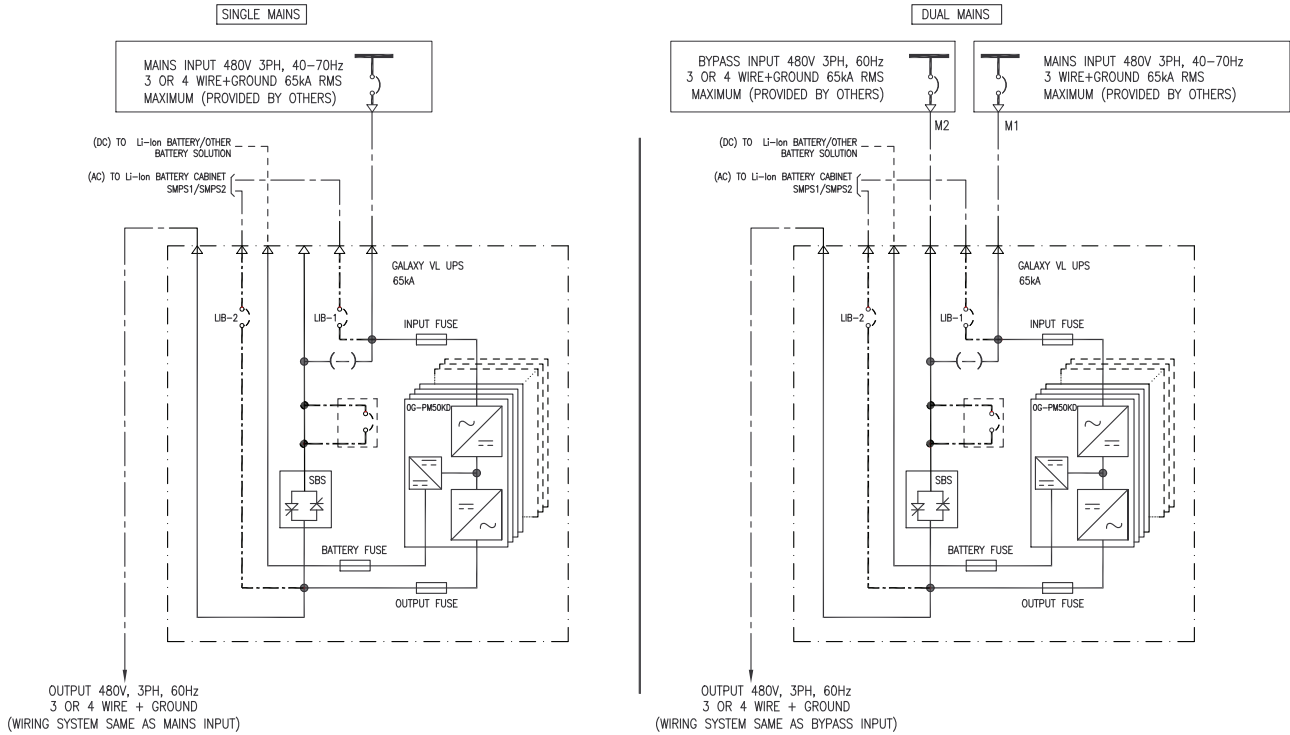 SINGLE MAINS
MAINS INPUT 480V 3PH, 40-70Hz
3 OR 4 WIRE+GROUND 65kA RMS
MAXIMUM (PROVIDED BY OTHERS)
(DC) TO Li-Ion BATTERY/OTHER
BATTERY SOLUTION
(AC) TO Li-Ion BATTERY CABINET
SMPS1/SMPS2
GALAXY VL UPS
65kA
LIB-2
LIB-1
INPUT FUSE
OG-PM50KD
SBS
BATTERY FUSE
OUTPUT FUSE
OUTPUT 480V, 3PH, 60Hz
3 OR 4 WIRE + GROUND
(WIRING SYSTEM SAME AS MAINS INPUT)
DUAL MAINS
BYPASS INPUT 480V 3PH, 60Hz
3 OR 4 WIRE+GROUND 65kA RMS
MAXIMUM (PROVIDED BY OTHERS)
MAINS INPUT 480V 3PH, 40-70Hz
3 WIRE+GROUND 65kA RMS
MAXIMUM (PROVIDED BY OTHERS)
M2
M1
(DC) TO Li-Ion BATTERY/OTHER
BATTERY SOLUTION
(AC) TO Li-Ion BATTERY CABINET
SMPS1/SMPS2
GALAXY VL UPS
65kA
LIB-2
LIB-1
INPUT FUSE
OG-PM50KD
SBS
BATTERY FUSE
OUTPUT FUSE
OUTPUT 480V, 3PH, 60Hz
3 OR 4 WIRE + GROUND
(WIRING SYSTEM SAME AS BYPASS INPUT)